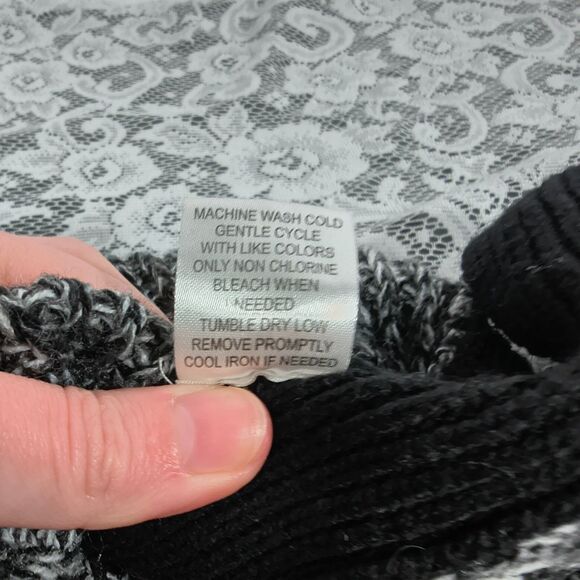 MACHINE WASH COLD
GENTLE CYCLE
WITH LIKE COLORS
ONLY NON CHLORINE
BLEACH WHEN
NEEDED
TUMBLE DRY LOW
REMOVE PROMPTLY
COOL IRON IF NEEDED